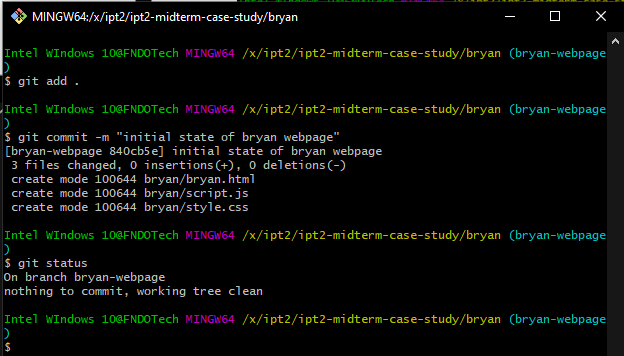 MINGW64:/x/ipt2/ipt2-midterm-case-study/bryan
Intel WIndows 10@FNDOTech MINGW64 /x/ipt2/ipt2-midterm-case-study/bryan (bryan-webpage
)
$ git add .
Intel WIndows 10@FNDOTech MINGW64 /x/ipt2/ipt2-midterm-case-study/bryan (bryan-webpage
)
$ git commit -m "initial state of bryan webpage"
[bryan-webpage 840cb5e] initial state of bryan webpage
 3 files changed, 0 insertions(+), 0 deletions(-)
 create mode 100644 bryan/bryan.html
 create mode 100644 bryan/script.js
 create mode 100644 bryan/style.css
Intel WIndows 10@FNDOTech MINGW64 /x/ipt2/ipt2-midterm-case-study/bryan (bryan-webpage
)
$ git status
On branch bryan-webpage
nothing to commit, working tree clean
Intel WIndows 10@FNDOTech MINGW64 /x/ipt2/ipt2-midterm-case-study/bryan (bryan-webpage
)
$